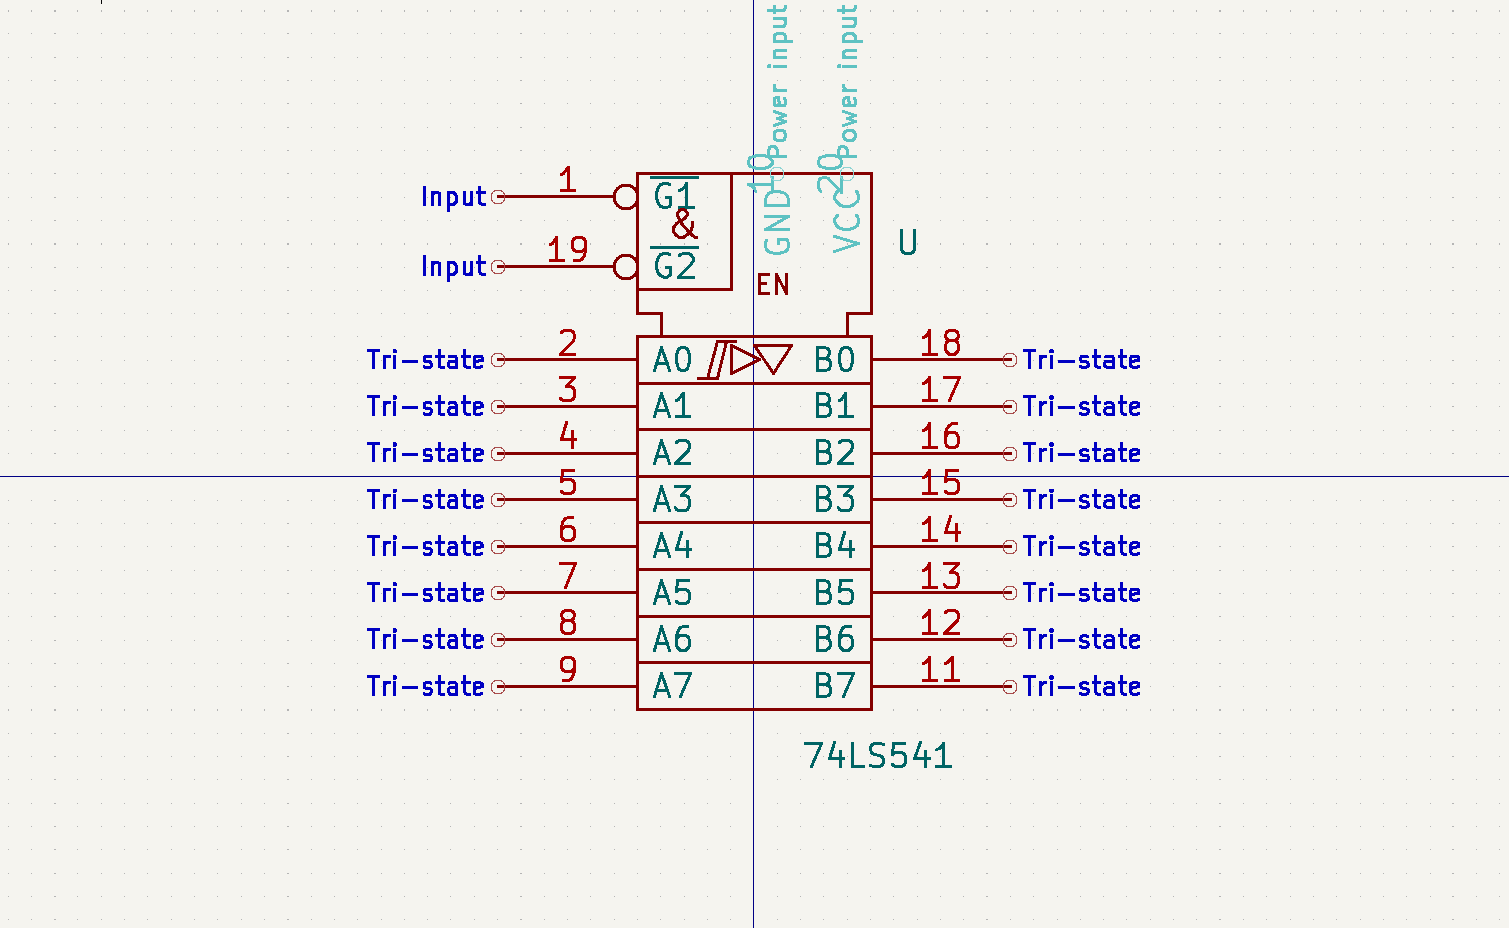 Power input
Power input
10
20
GND
VCC
Input 1 G1
&
Input 19 G2
U
EN
Tri-state 2 A0 B0 18 Tri-state
Tri-state 3 A1 B1 17 Tri-state
Tri-state 4 A2 B2 16 Tri-state
Tri-state 5 A3 B3 15 Tri-state
Tri-state 6 A4 B4 14 Tri-state
Tri-state 7 A5 B5 13 Tri-state
Tri-state 8 A6 B6 12 Tri-state
Tri-state 9 A7 B7 11 Tri-state
74LS541